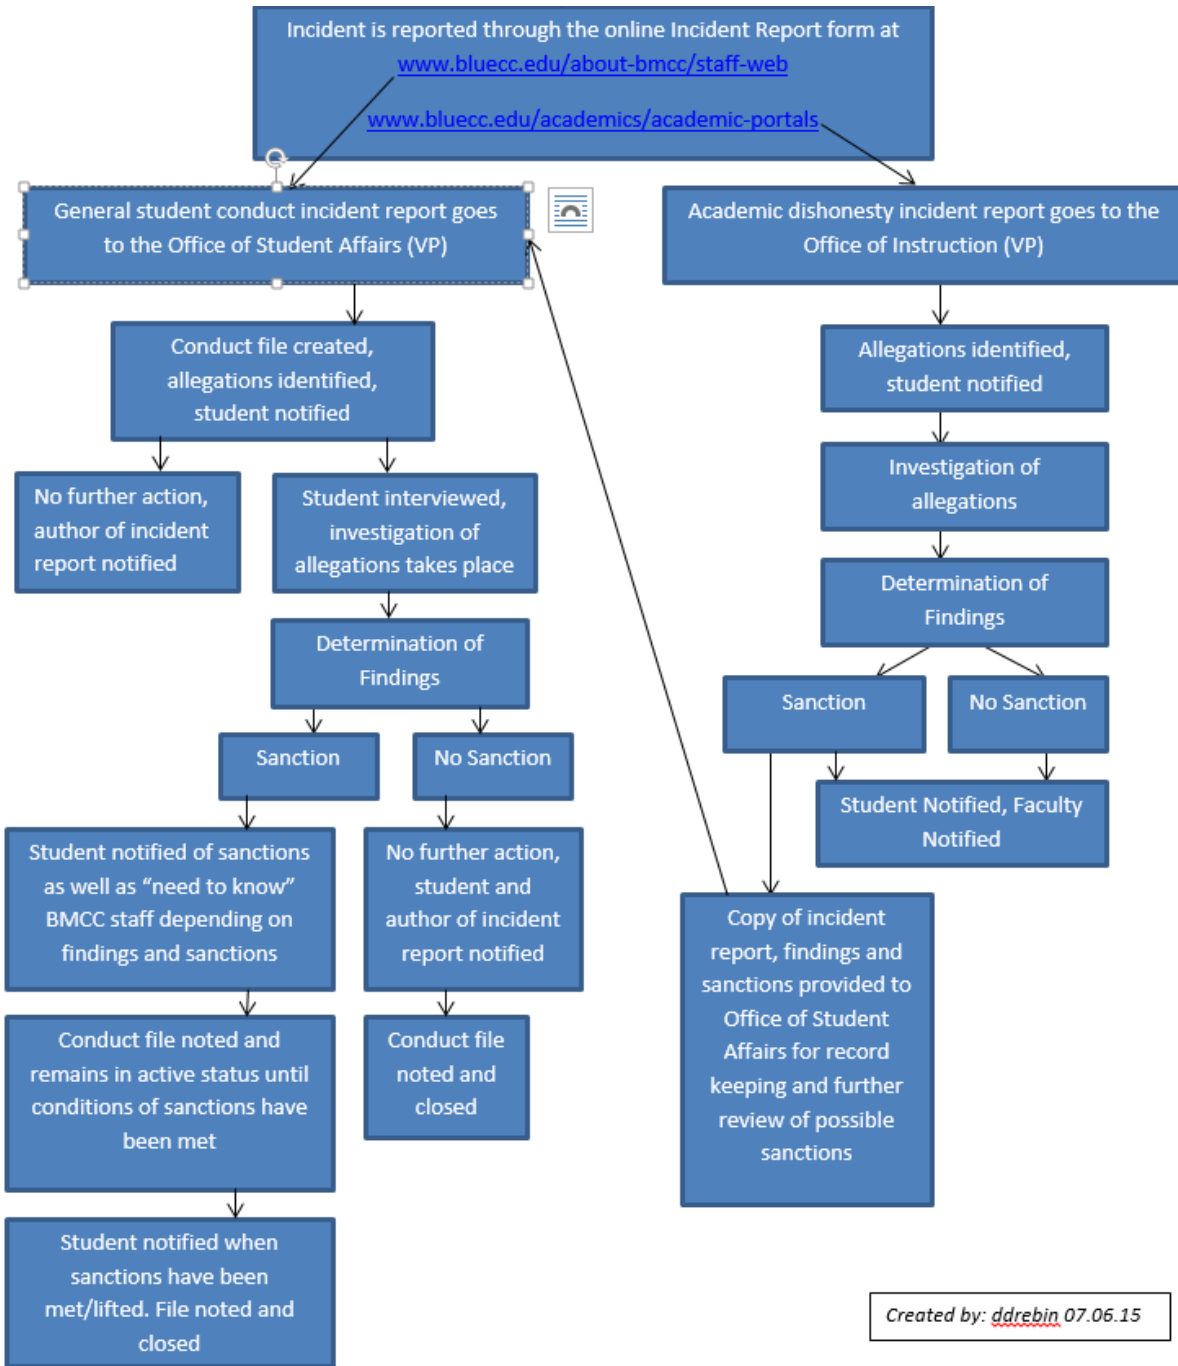 Incident is reported through the online Incident Report form at
www.bluecc.edu/about-bmcc/staff-web
www.bluecc.edu/academics/academic-portals
General student conduct incident report goes
to the Office of Student Affairs (VP)
Academic dishonesty incident report goes to the
Office of Instruction (VP)
Conduct file created,
allegations identified,
student notified
Allegations identified,
student notified
No further action,
author of incident
report notified
Student interviewed,
investigation of
allegations takes place
Investigation of
allegations
Determination of
Findings
Determination of
Findings
Sanction
No Sanction
Sanction
No Sanction
Student Notified, Faculty
Notified
Student notified of sanctions
as well as “need to know”
BMCC staff depending on
findings and sanctions
No further action,
student and
author of incident
report notified
Copy of incident
report, findings and
sanctions provided to
Office of Student
Affairs for record
keeping and further
review of possible
sanctions
Conduct file noted and
remains in active status until
conditions of sanctions have
been met
Conduct file
noted and
closed
Student notified when
sanctions have been
met/lifted. File noted and
closed
Created by: ddrebin 07.06.15